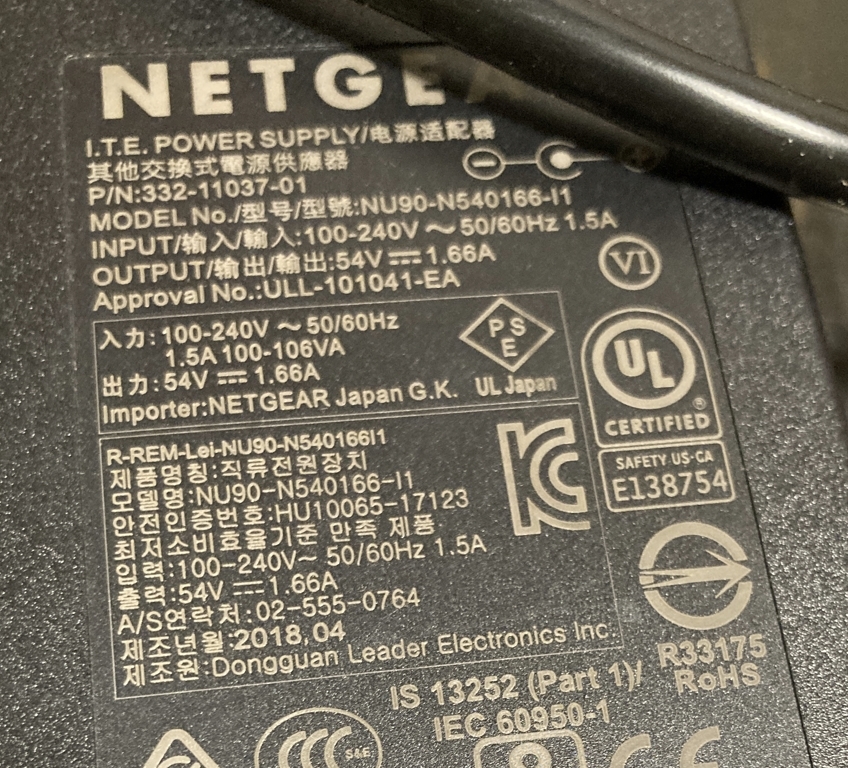 NETGE
I.T.E. POWER SUPPLY/电源适配器
其他交換式電源供應器
P/N:332-11037-01
MODEL No./型号/型號:NU90-N540166-I1
INPUT/输入/輸入:100-240V ~ 50/60Hz 1.5A
OUTPUT/输出/輸出:54V ⎓ 1.66A
Approval No.:ULL-101041-EA
VI
入力:100-240V ~ 50/60Hz
1.5A 100-106VA
出力:54V ⎓ 1.66A
Importer:NETGEAR Japan G.K.
PSE
UL Japan
UL
®
CERTIFIED
SAFETY US-CA
E138754
R-REM-Lei-NU90-N540166I1
제품명칭:직류전원장치
모델명:NU90-N540166-I1
안전인증번호:HU10065-17123
최저소비효율기준 만족 제품
입력:100-240V~ 50/60Hz 1.5A
출력:54V ⎓ 1.66A
A/S연락처:02-555-0764
제조년월:2018.04
제조원:Dongguan Leader Electronics Inc
KC
R33175
RoHS
IS 13252 (Part 1)/
IEC 60950-1
CCC
S&E